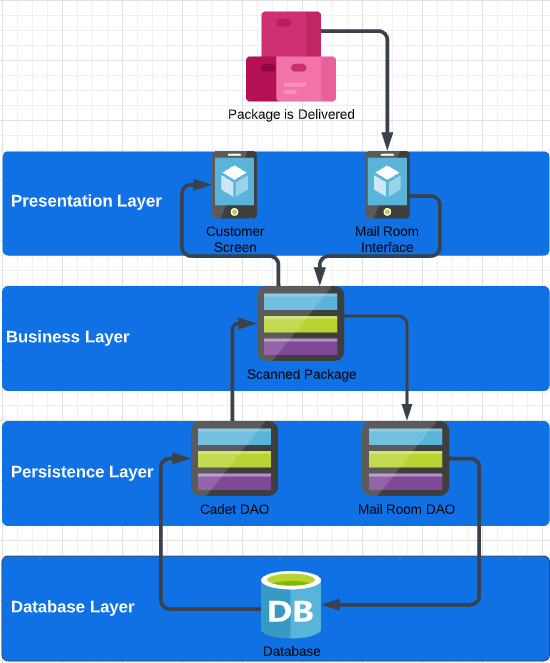 Package is Delivered
Presentation Layer
Customer
Screen
Mail Room
Interface
Business Layer
Scanned Package
Persistence Layer
Cadet DAO
Mail Room DAO
Database Layer
DB
Database